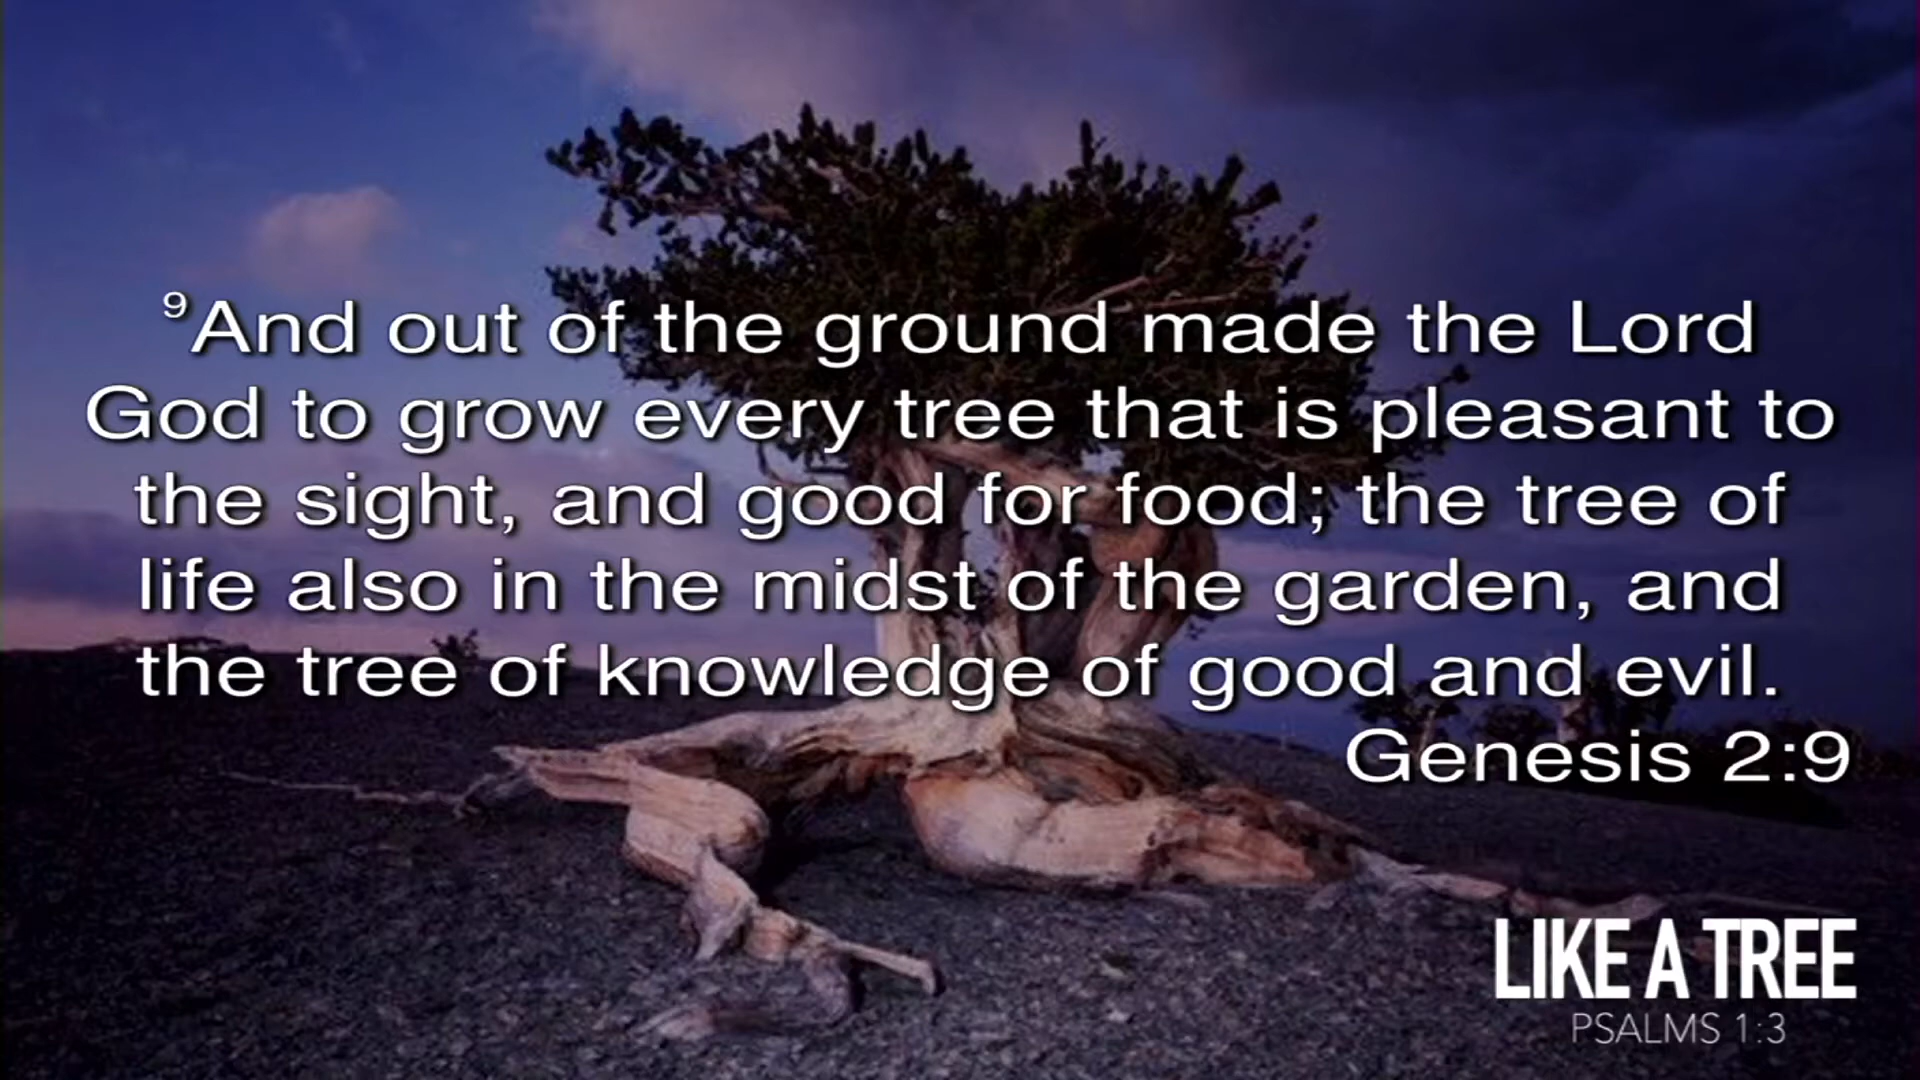 ⁹And out of the ground made the Lord
God to grow every tree that is pleasant to
the sight, and good for food; the tree of
life also in the midst of the garden, and
the tree of knowledge of good and evil.
Genesis 2:9
LIKE A TREE
PSALMS 1:3